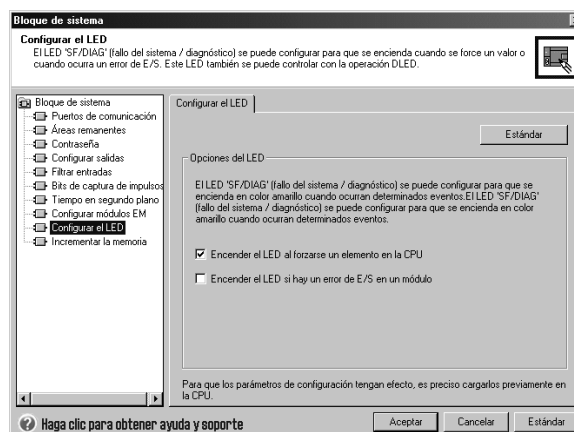 Bloque de sistema
Configurar el LED
El LED 'SF/DIAG' (fallo del sistema / diagnóstico) se puede configurar para que se encienda cuando se force un valor o
cuando ocurra un error de E/S. Este LED también se puede controlar con la operación DLED.
Bloque de sistema
Puertos de comunicación
Áreas remanentes
Contraseña
Configurar salidas
Filtrar entradas
Bits de captura de impulsos
Tiempo en segundo plano
Configurar módulos EM
Configurar el LED
Incrementar la memoria
Configurar el LED
Estándar
Opciones del LED
El LED 'SF/DIAG' (fallo del sistema / diagnóstico) se puede configurar para que se
encienda en color amarillo cuando ocurran determinados eventos.El LED 'SF/DIAG'
(fallo del sistema / diagnóstico) se puede configurar para que se encienda en color
amarillo cuando ocurran determinados eventos.
Encender el LED al forzarse un elemento en la CPU
Encender el LED si hay un error de E/S en un módulo
Para que los parámetros de configuración tengan efecto, es preciso cargarlos previamente en
la CPU.
Haga clic para obtener ayuda y soporte
Aceptar
Cancelar
Estándar